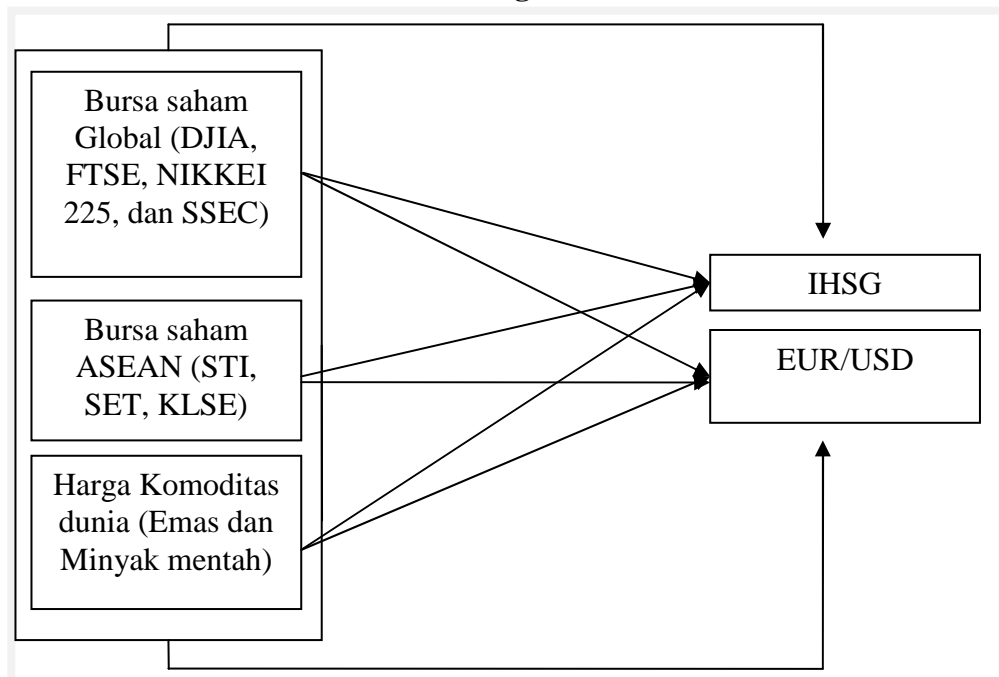 Bursa saham
Global (DJIA,
FTSE, NIKKEI
225, dan SSEC)
Bursa saham
ASEAN (STI,
SET, KLSE)
Harga Komoditas
dunia (Emas dan
Minyak mentah)
IHSG
EUR/USD